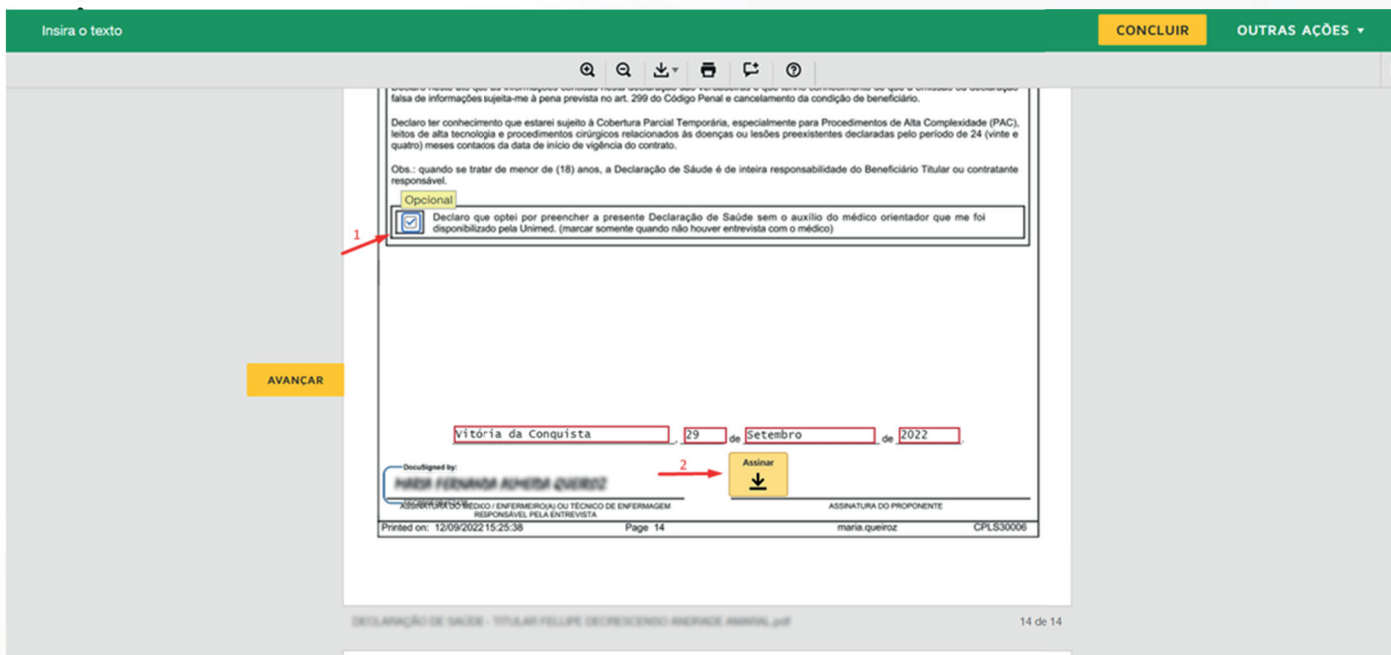 Insira o texto
CONCLUIR
OUTRAS AÇÕES
falsa de informações sujeita-me à pena prevista no art. 299 do Código Penal e cancelamento da condição de beneficiário.
Declaro ter conhecimento que estarei sujeito à Cobertura Parcial Temporária, especialmente para Procedimentos de Alta Complexidade (PAC),
leitos de alta tecnologia e procedimentos cirúrgicos relacionados às doenças ou lesões preexistentes declaradas pelo período de 24 (vinte e
quatro) meses contados da data de início de vigência do contrato.
Obs.: quando se tratar de menor de (18) anos, a Declaração de Sáude é de inteira responsabilidade do Beneficiário Titular ou contratante
responsável.
Opcional
Declaro que optei por preencher a presente Declaração de Saúde sem o auxílio do médico orientador que me foi
disponibilizado pela Unimed. (marcar somente quando não houver entrevista com o médico)
1
AVANÇAR
Vitória da Conquista, 29 de Setembro de 2022.
DocuSigned by:
2
Assinar
ASSINATURA DO MÉDICO / ENFERMEIRO(A) OU TÉCNICO DE ENFERMAGEM
RESPONSÁVEL PELA ENTREVISTA
ASSINATURA DO PROPONENTE
Printed on: 12/09/2022 15:25:38 Page 14 maria.queiroz CPLS30006
14 de 14